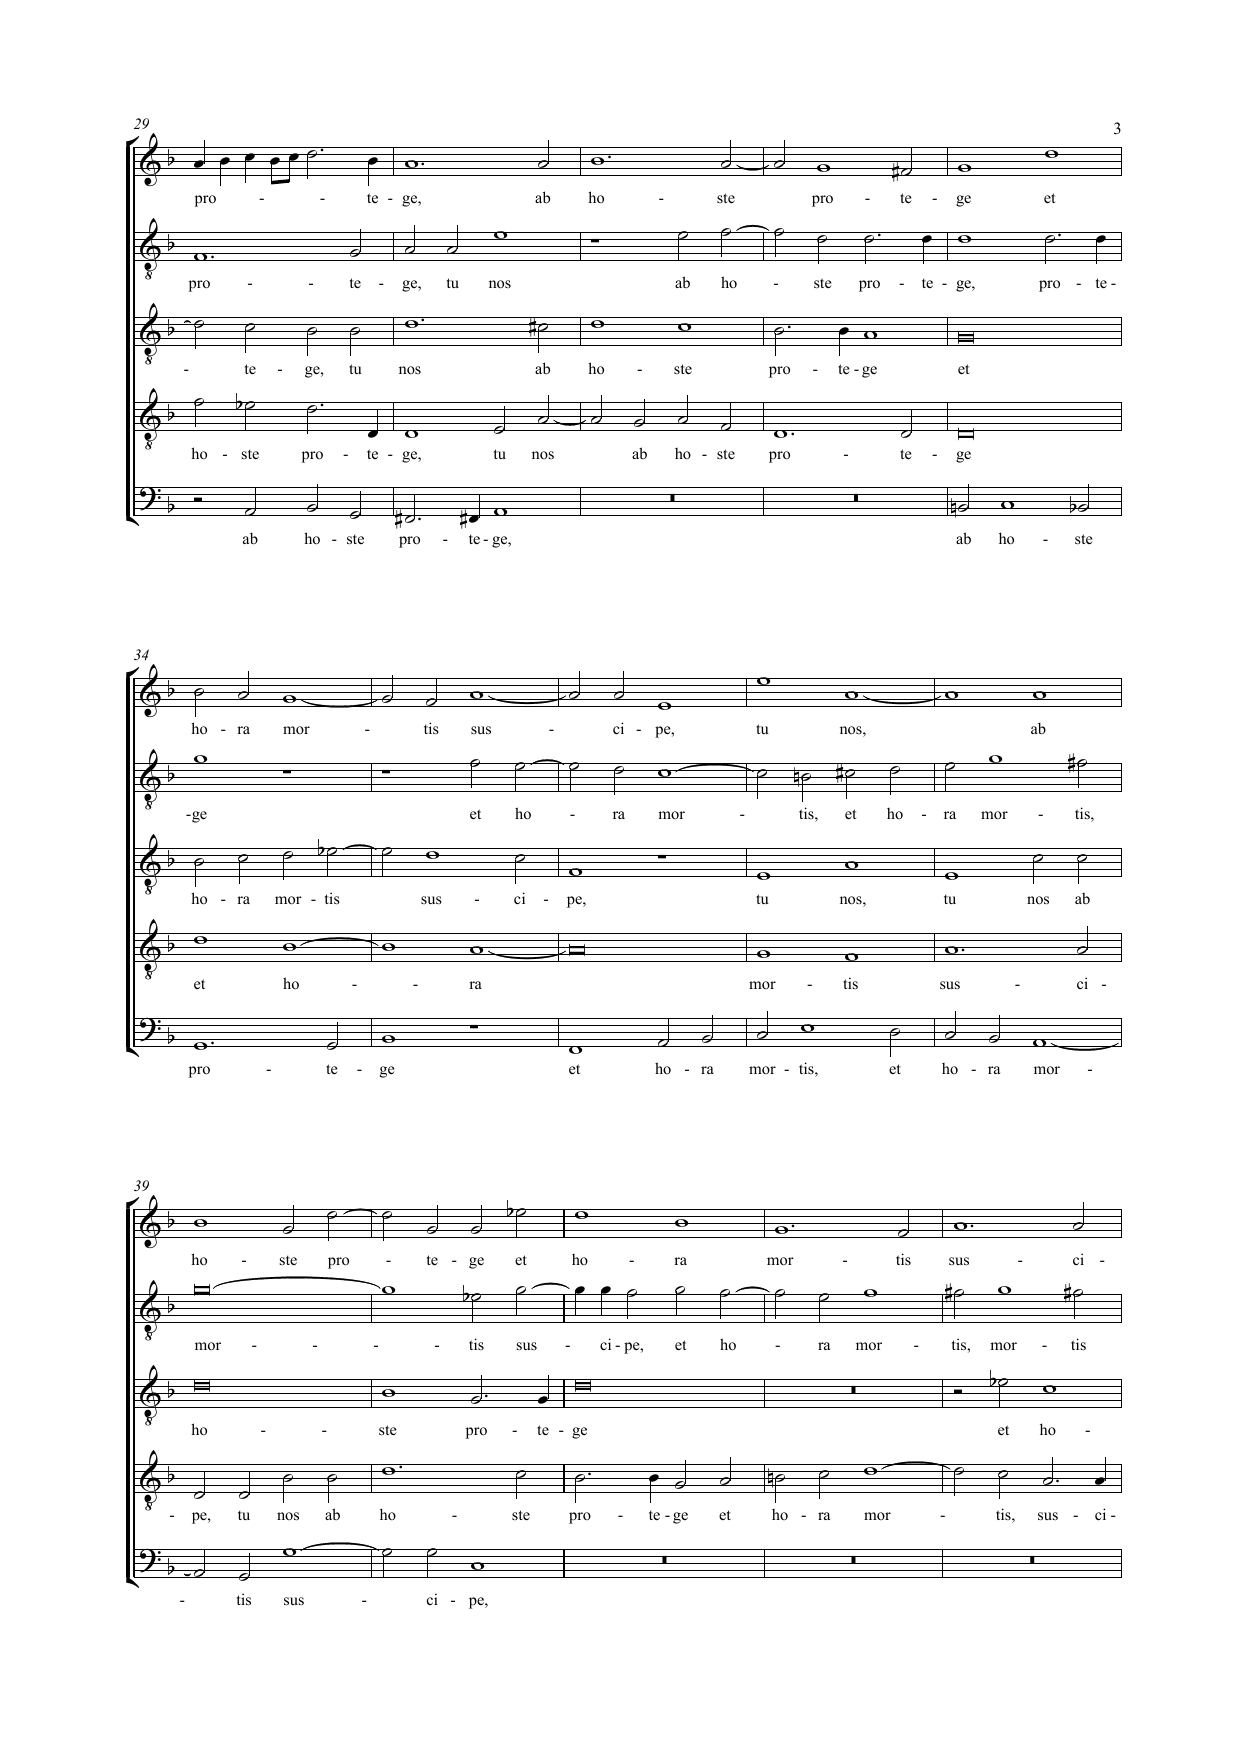 29
3
pro - - - te - ge, ab ho - ste pro - te - ge et
pro - - te - ge, tu nos ab ho - ste pro - te - ge, pro - te -
- te - ge, tu nos ab ho - ste pro - te - ge et
ho - ste pro - te - ge, tu nos ab ho - ste pro - te - ge
ab ho - ste pro - te - ge, ab ho - ste
34
ho - ra mor - tis sus - ci - pe, tu nos, ab
-ge et ho - ra mor - tis, et ho - ra mor - tis,
ho - ra mor - tis sus - ci - pe, tu nos, tu nos ab
et ho - - ra mor - tis sus - ci -
pro - te - ge et ho - ra mor - tis, et ho - ra mor -
39
ho - ste pro - te - ge et ho - ra mor - tis sus - ci -
mor - - - - tis sus - ci - pe, et ho - ra mor - tis, mor - tis
ho - - ste pro - te - ge et ho -
- pe, tu nos ab ho - ste pro - te - ge et ho - ra mor - tis, sus - ci -
- tis sus - ci - pe,